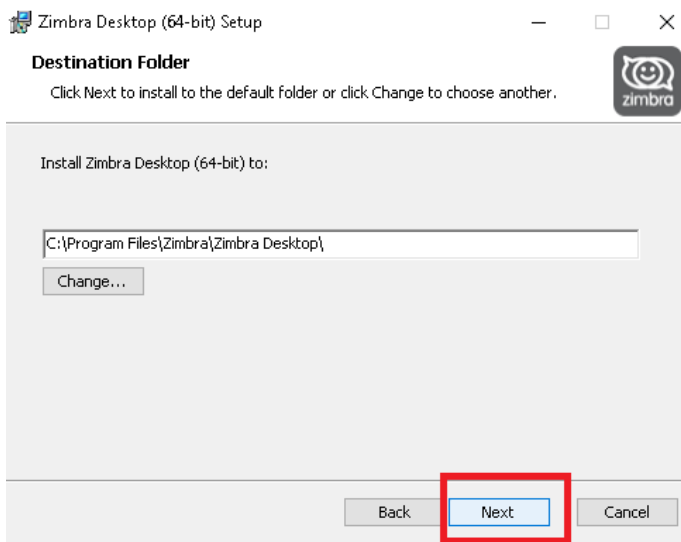 Zimbra Desktop (64-bit) Setup
Destination Folder
Click Next to install to the default folder or click Change to choose another.
zimbra
Install Zimbra Desktop (64-bit) to:
C:\Program Files\Zimbra\Zimbra Desktop\
Change...
Back Next Cancel